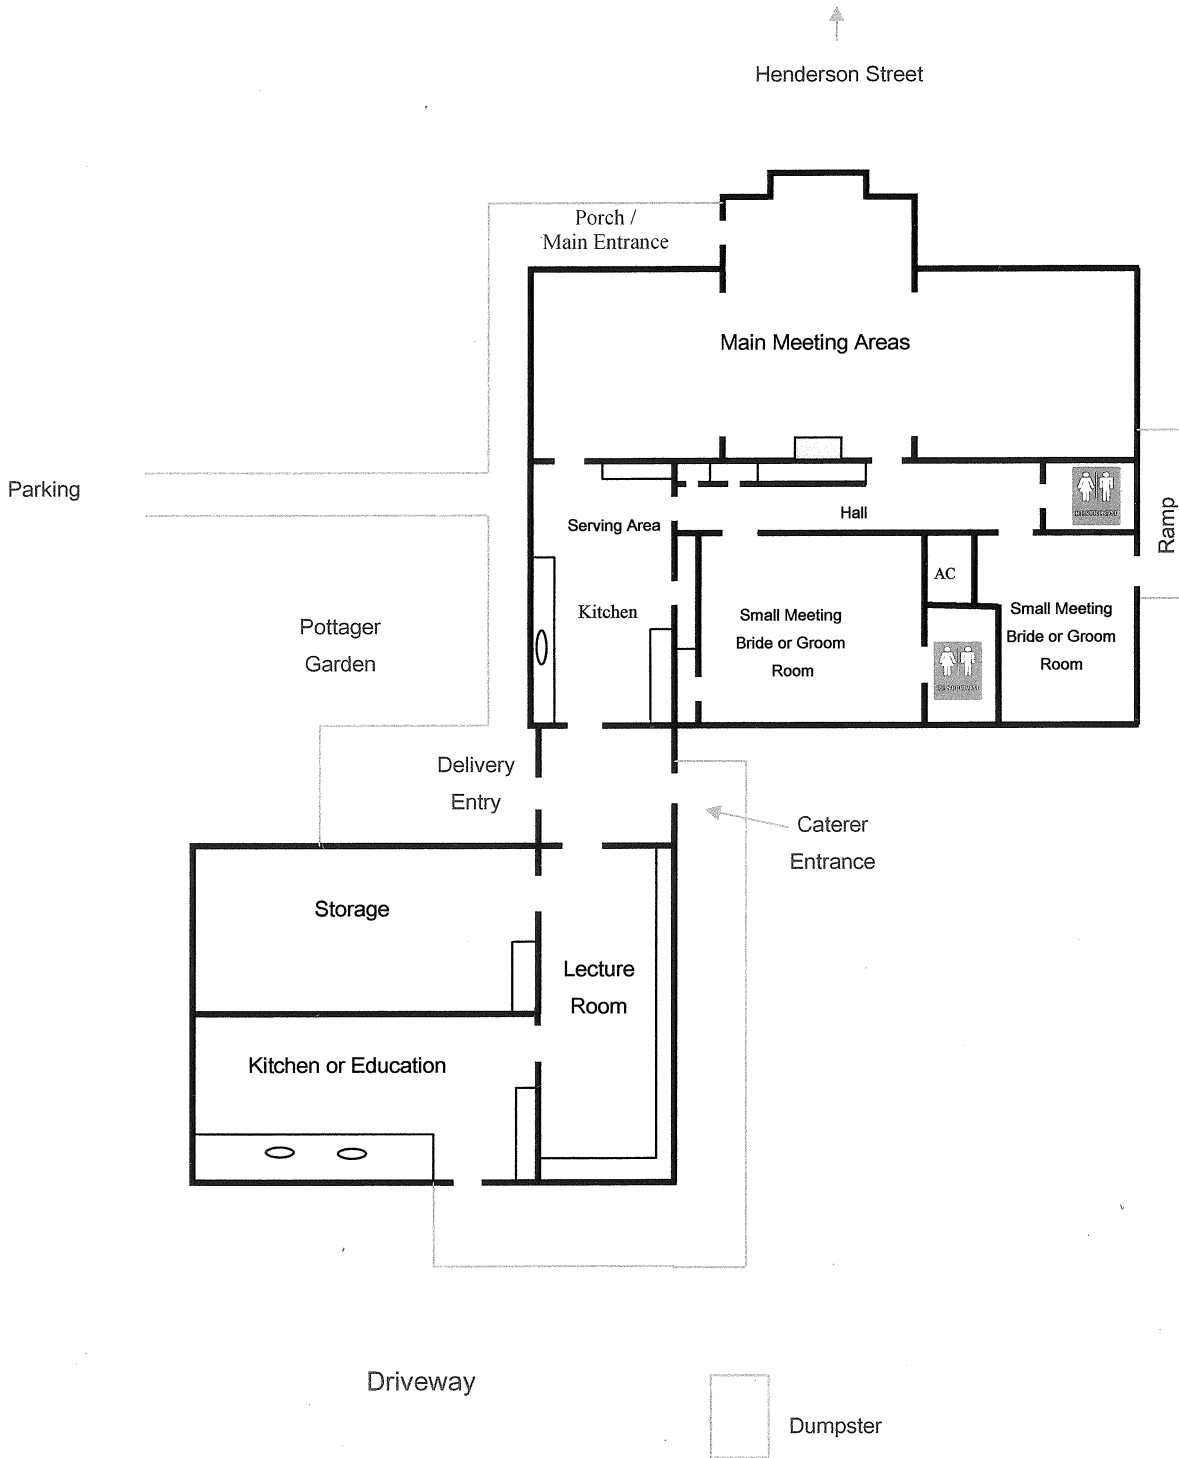 Henderson Street
Porch /
Main Entrance
Main Meeting Areas
Parking
Serving Area
Hall
Ramp
Kitchen
AC
Pottager
Garden
Small Meeting
Bride or Groom
Room
Small Meeting
Bride or Groom
Room
Delivery
Entry
Caterer
Entrance
Storage
Lecture
Room
Kitchen or Education
Driveway
Dumpster